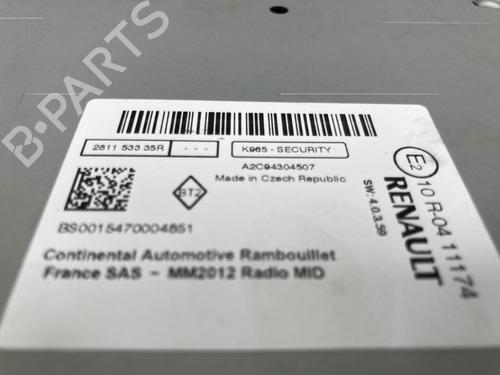 B-PARTS
2811 533 35R - - - K965 - SECURITY
A2C94304507
Made in Czech Republic
BT2
BS0015470004851
Continental Automotive Rambouillet
France SAS - MM2012 Radio MID
E2 10 R-04 11174
RENAULT
SW: 4.0.3.59